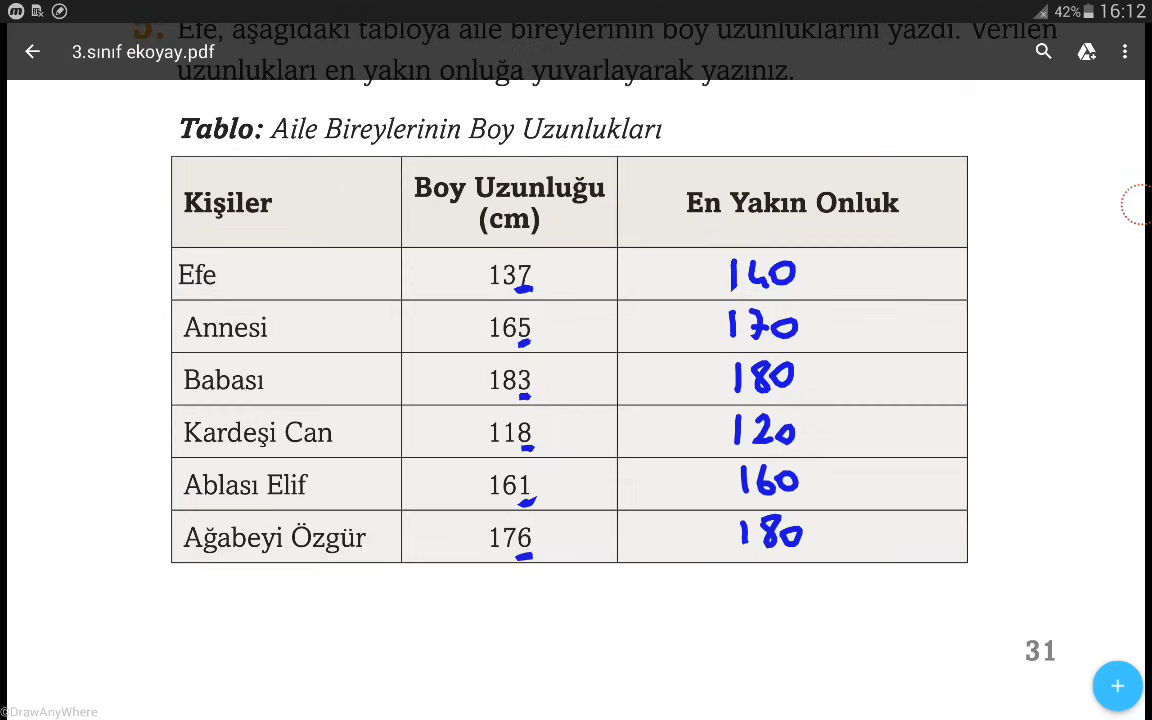 42% 16:12
5. Efe, aşağıdaki tabloya aile bireylerinin boy uzunluklarını yazdı. Verilen
3.sınıf ekoyay.pdf
uzunlukları en yakın onluğa yuvarlayarak yazınız.
Tablo: Aile Bireylerinin Boy Uzunlukları
Kişiler Boy Uzunluğu (cm) En Yakın Onluk
Efe 137 140
Annesi 165 170
Babası 183 180
Kardeşi Can 118 120
Ablası Elif 161 160
Ağabeyi Özgür 176 180
31
©DrawAnyWhere